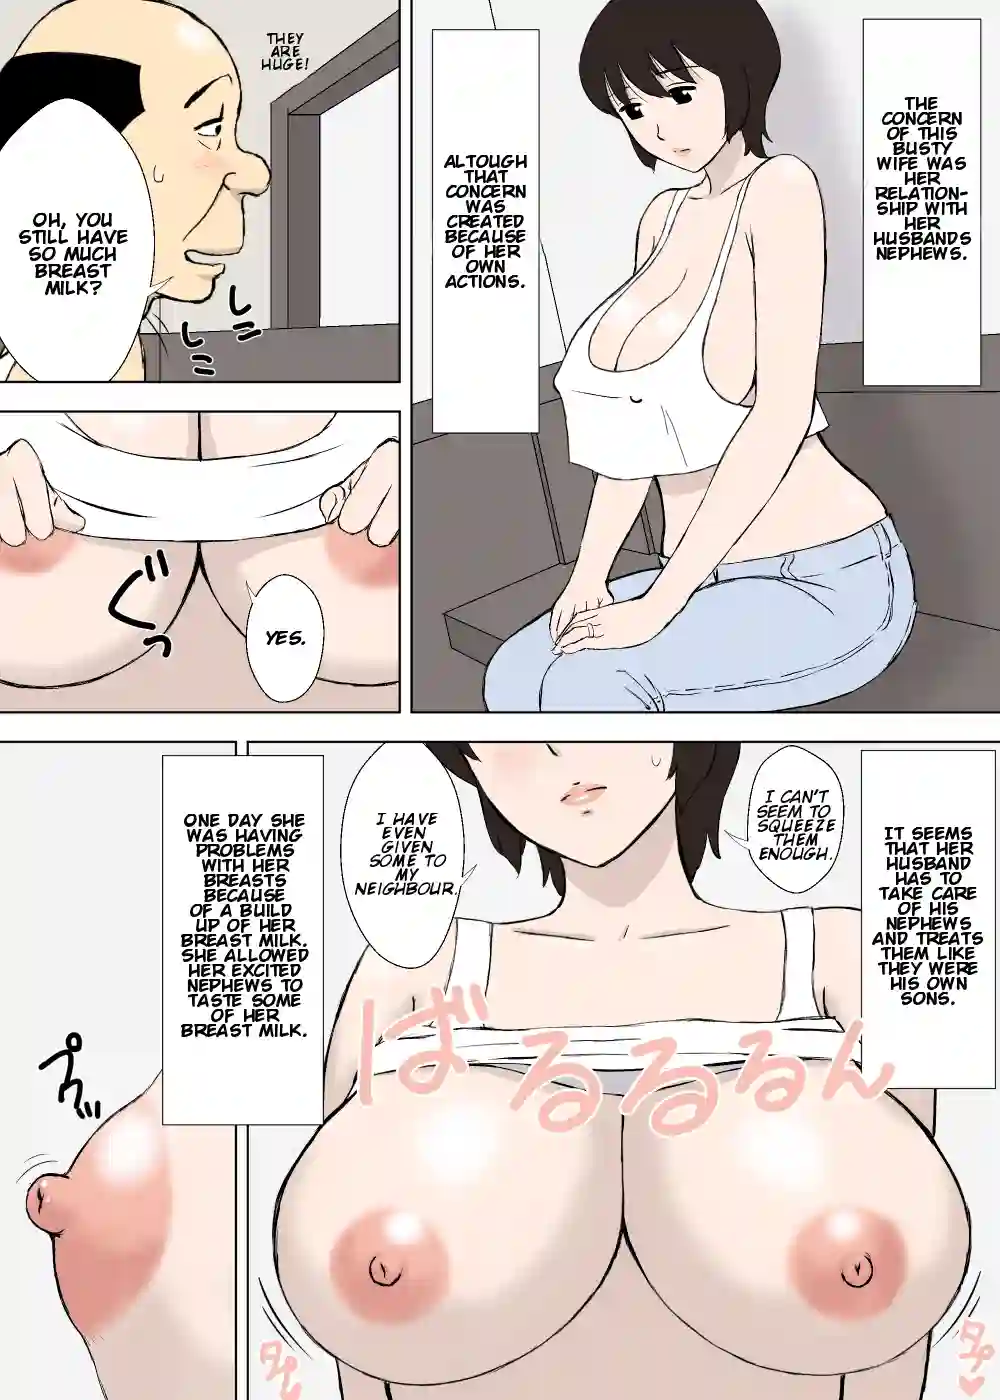 THE
CONCERN
OF THIS
BUSTY
WIFE WAS
HER
RELATION-
SHIP WITH
HER
HUSBANDS
NEPHEWS.
ALTOUGH
THAT
CONCERN
WAS
CREATED
BECAUSE
OF HER
OWN
ACTIONS.
THEY
ARE
HUGE!
OH, YOU
STILL HAVE
SO MUCH
BREAST
MILK?
じーじー
YES.
ぐっ
IT SEEMS
THAT HER
HUSBAND
HAS TO
TAKE CARE
OF HIS
NEPHEWS
AND TREATS
THEM LIKE
THEY WERE
HIS OWN
SONS.
I CAN'T
SEEM TO
SQUEEZE
THEM
ENOUGH.
I HAVE
EVEN
GIVEN
SOME TO
MY
NEIGHBOUR.
ばるるるん
ONE DAY SHE
WAS HAVING
PROBLEMS
WITH HER
BREASTS
BECAUSE
OF A BUILD
UP OF HER
BREAST MILK.
SHE ALLOWED
HER EXCITED
NEPHEWS TO
TASTE SOME
OF HER
BREAST MILK.